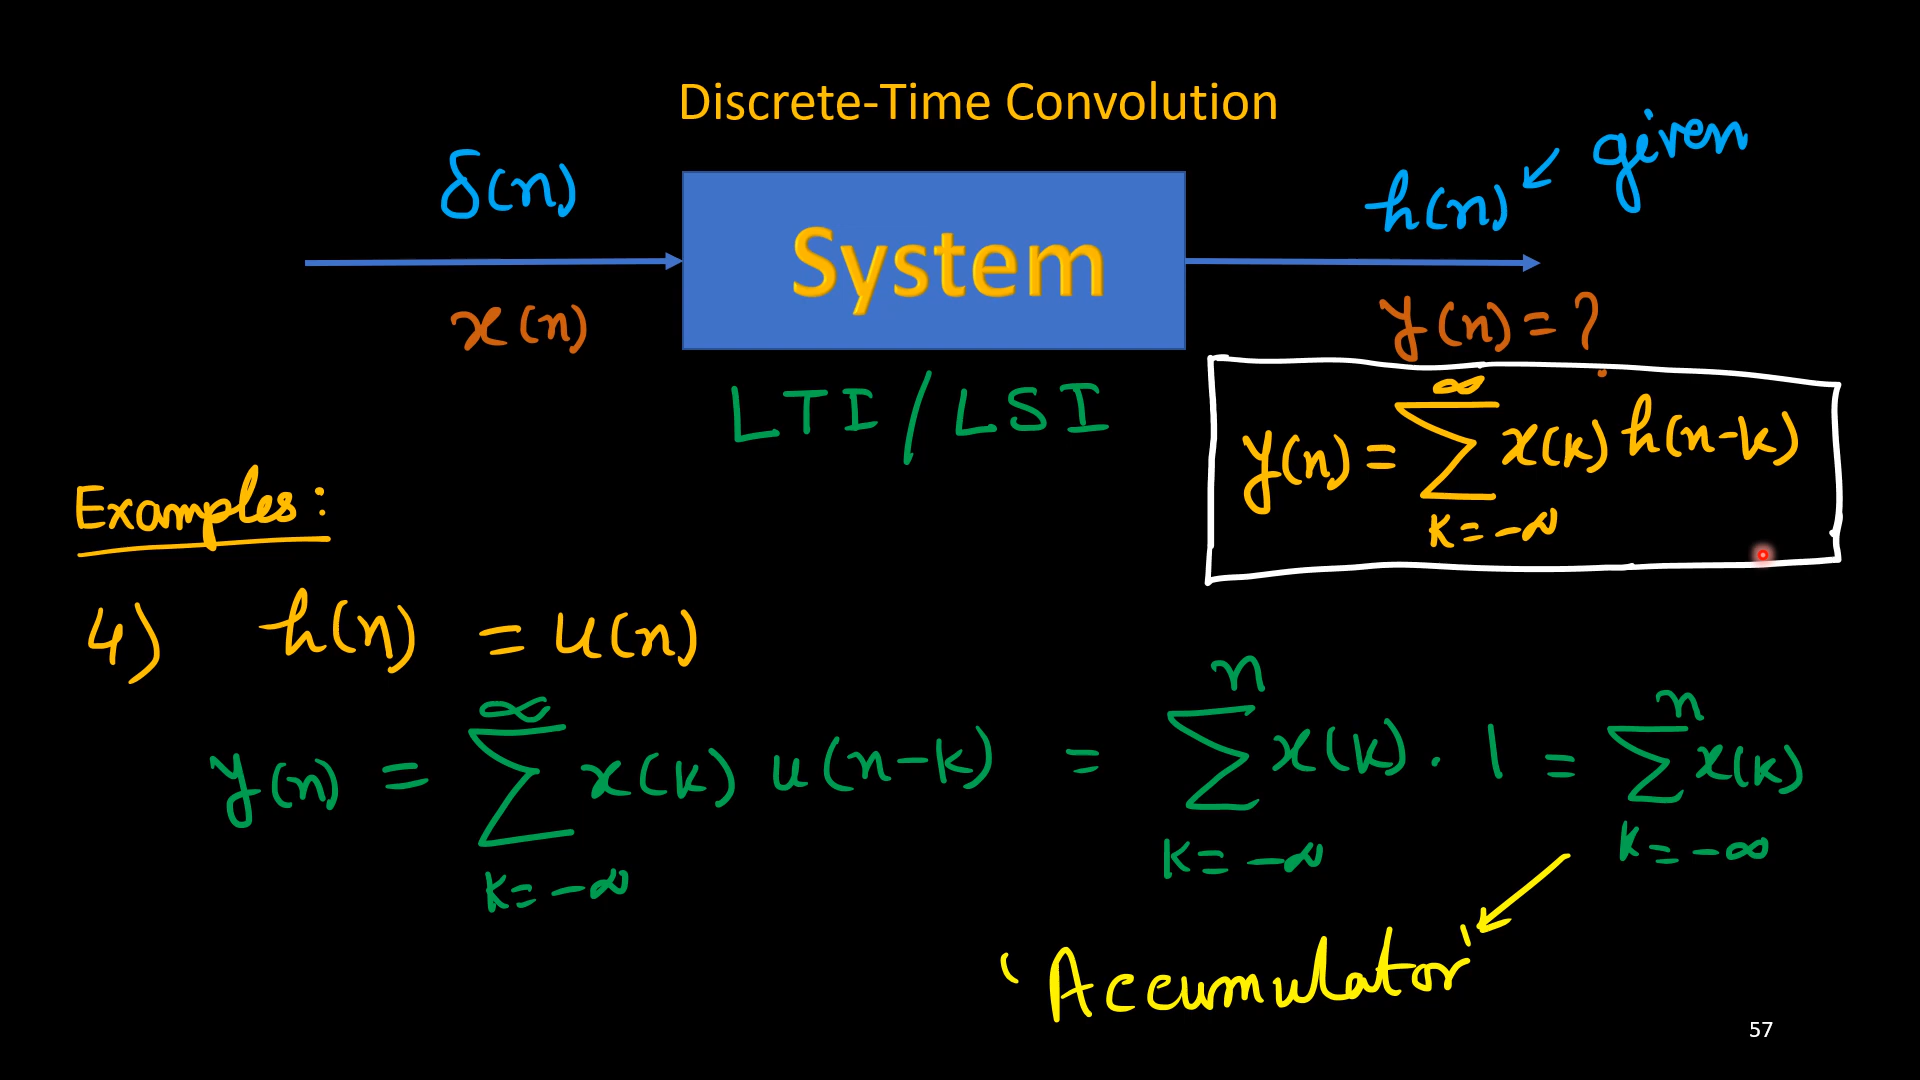 Discrete-Time Convolution
δ(n)
h(n) ↙ given
System
x(n)
y(n) = ?
LTI / LSI
y(n) = ∑_{k=-∞}^{∞} x(k) h(n-k)
Examples:
4) h(n) = u(n)
y(n) = ∑_{k=-∞}^{∞} x(k) u(n-k) = ∑_{k=-∞}^{n} x(k) · 1 = ∑_{k=-∞}^{n} x(k)
'Accumulator'
57